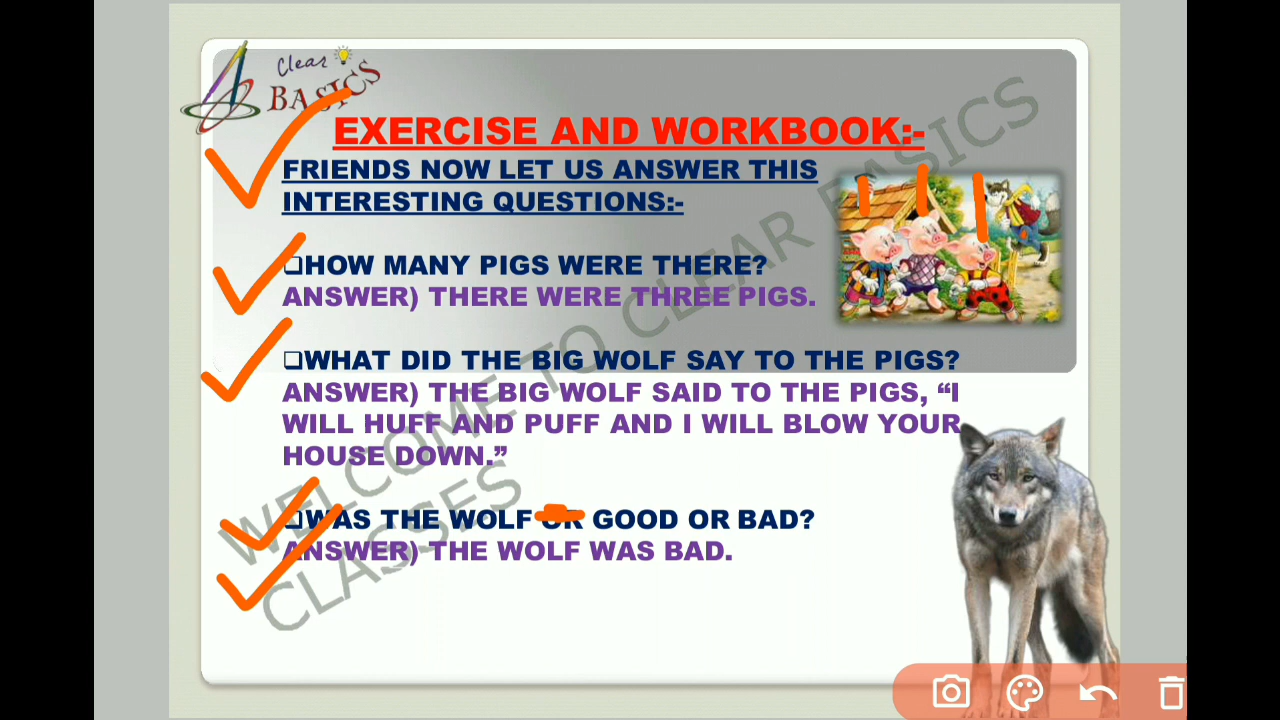 Clear
BASICS
EXERCISE AND WORKBOOK:-
FRIENDS NOW LET US ANSWER THIS
INTERESTING QUESTIONS:-
❑HOW MANY PIGS WERE THERE?
ANSWER) THERE WERE THREE PIGS.
❑WHAT DID THE BIG WOLF SAY TO THE PIGS?
ANSWER) THE BIG WOLF SAID TO THE PIGS, “I
WILL HUFF AND PUFF AND I WILL BLOW YOUR
HOUSE DOWN.”
❑WAS THE WOLF OR GOOD OR BAD?
ANSWER) THE WOLF WAS BAD.
WELCOME TO CLEAR BASICS
CLASSES